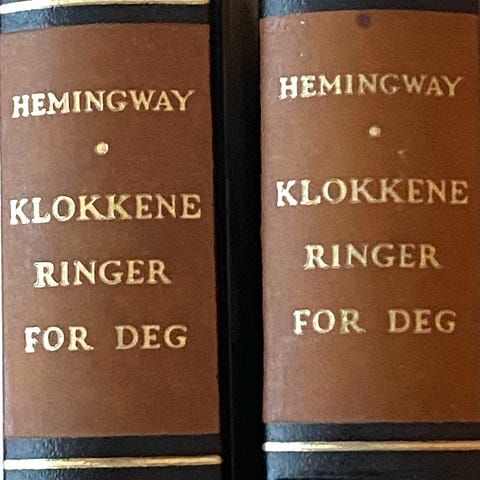 HEMINGWAY
KLOKKENE
RINGER
FOR DEG
HEMINGWAY
KLOKKENE
RINGER
FOR DEG